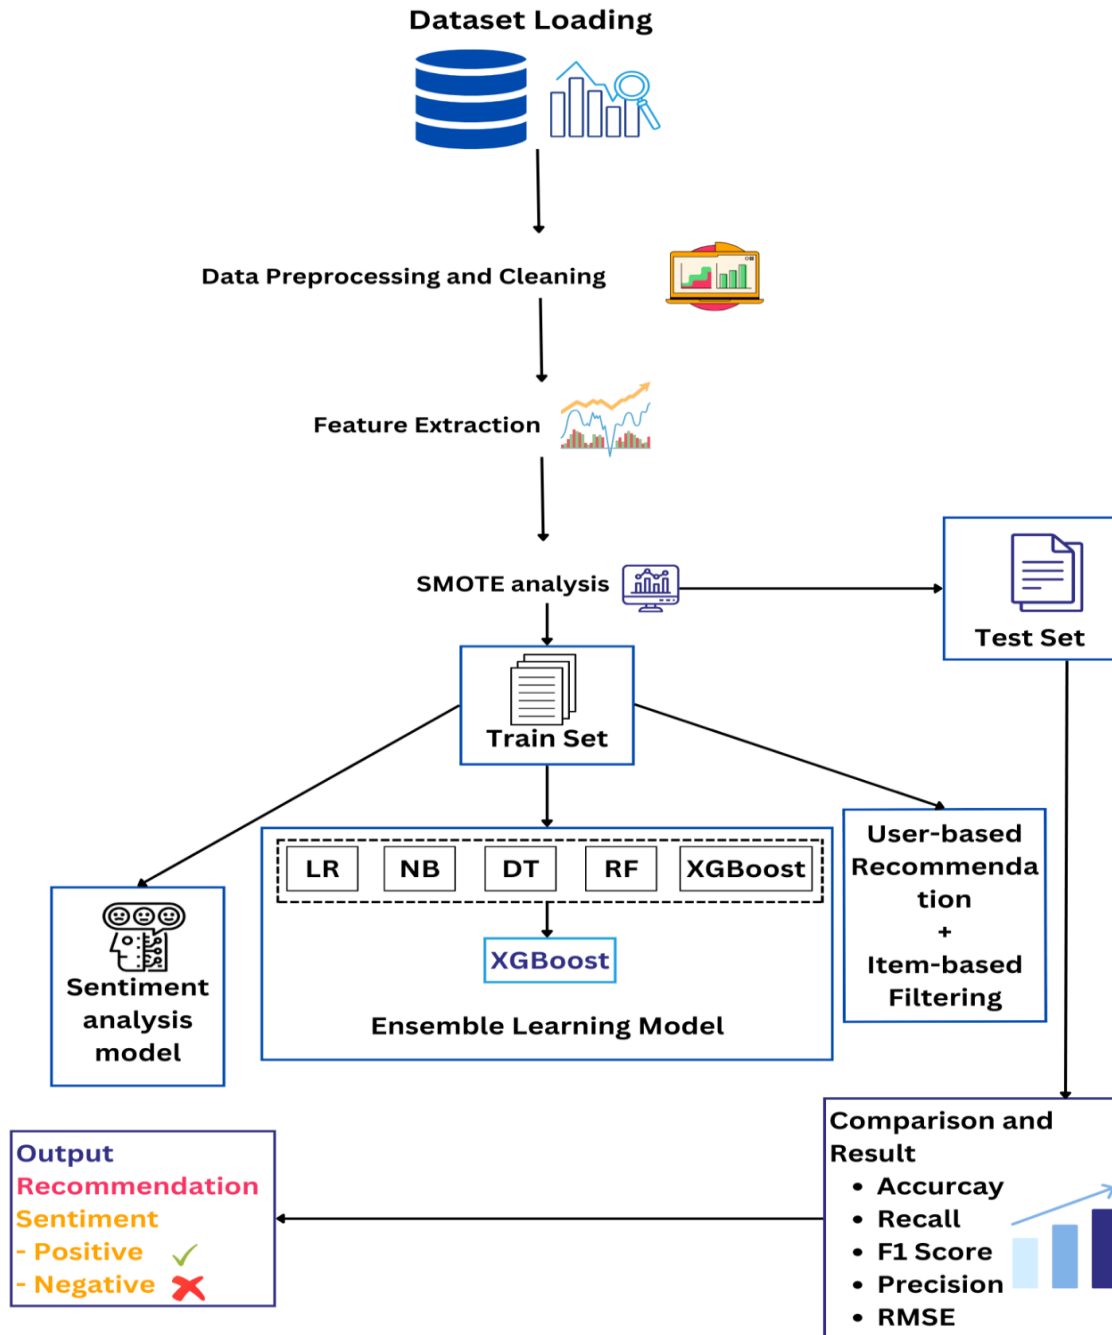 Dataset Loading
Data Preprocessing and Cleaning
Feature Extraction
SMOTE analysis
Test Set
Train Set
LR
NB
DT
RF
XGBoost
XGBoost
Ensemble Learning Model
User-based
Recommenda
tion
+
Item-based
Filtering
Sentiment
analysis
model
Comparison and
Result
• Accurcay
• Recall
• F1 Score
• Precision
• RMSE
Output
Recommendation
Sentiment
- Positive
- Negative